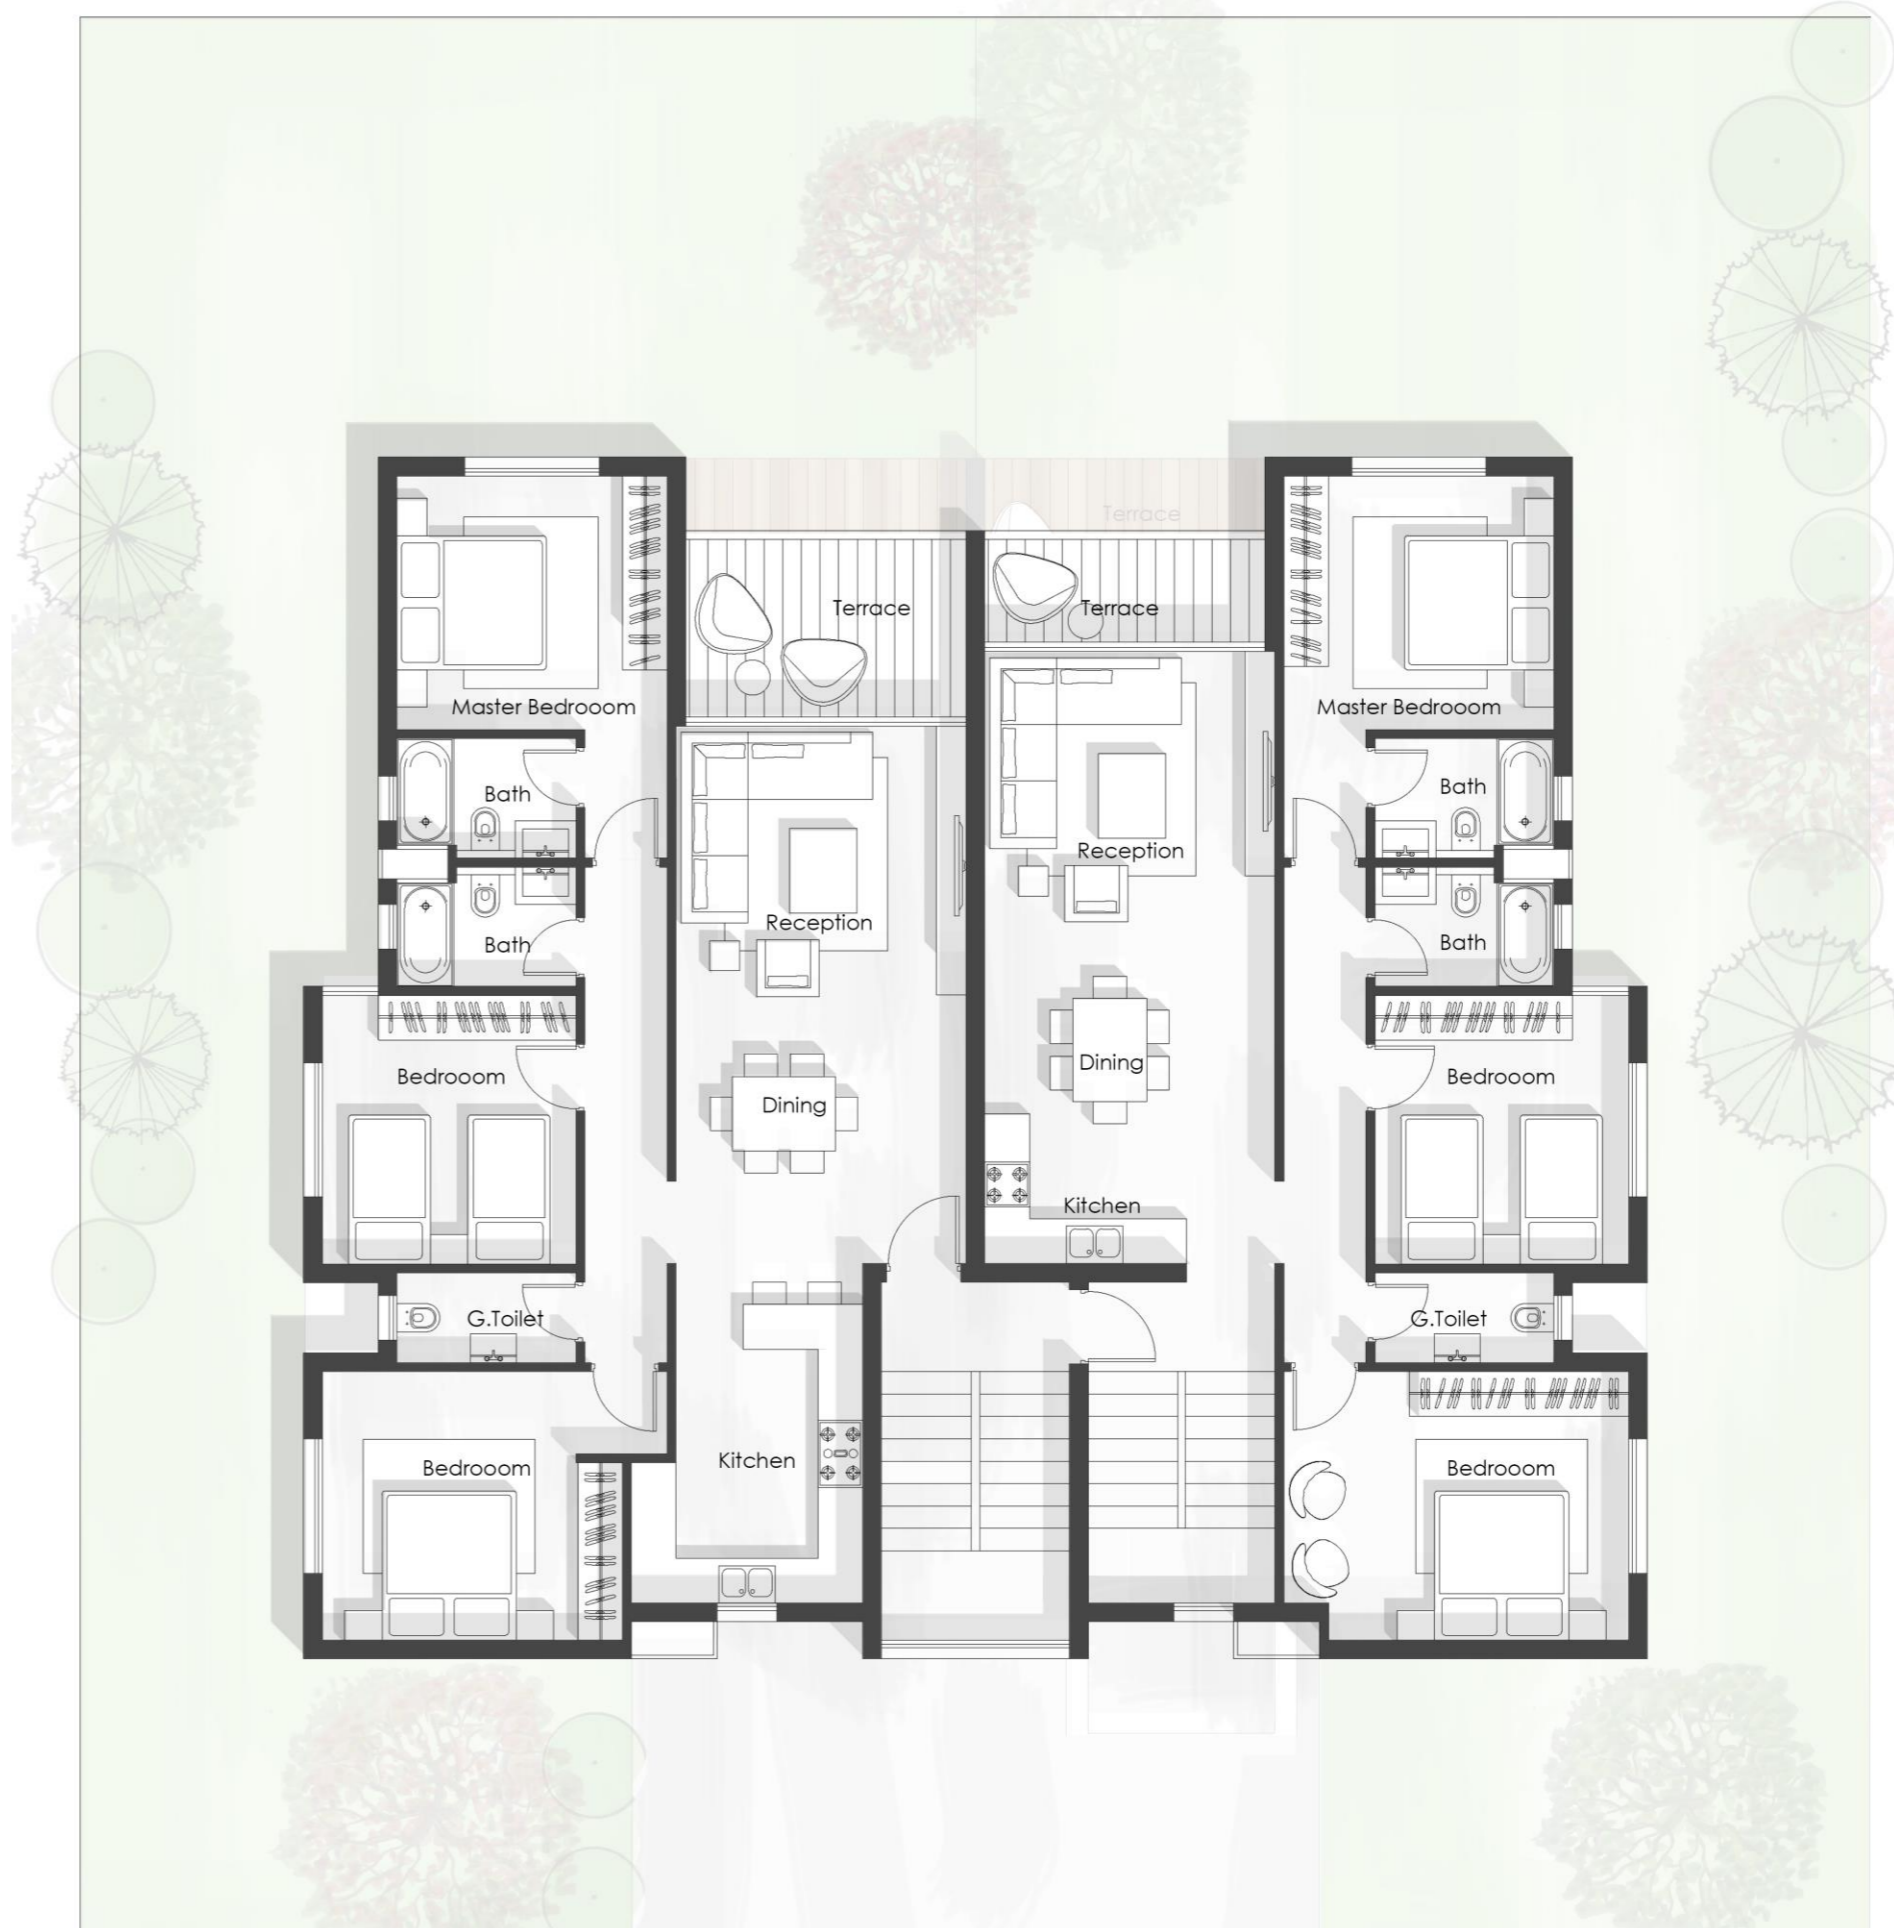 Terrace
Terrace
Terrace
Master Bedrooom
Master Bedrooom
Bath
Bath
Reception
Reception
Bath
Bath
Dining
Bedrooom
Bedrooom
Dining
Kitchen
G.Toilet
G.Toilet
Kitchen
Bedrooom
Bedrooom